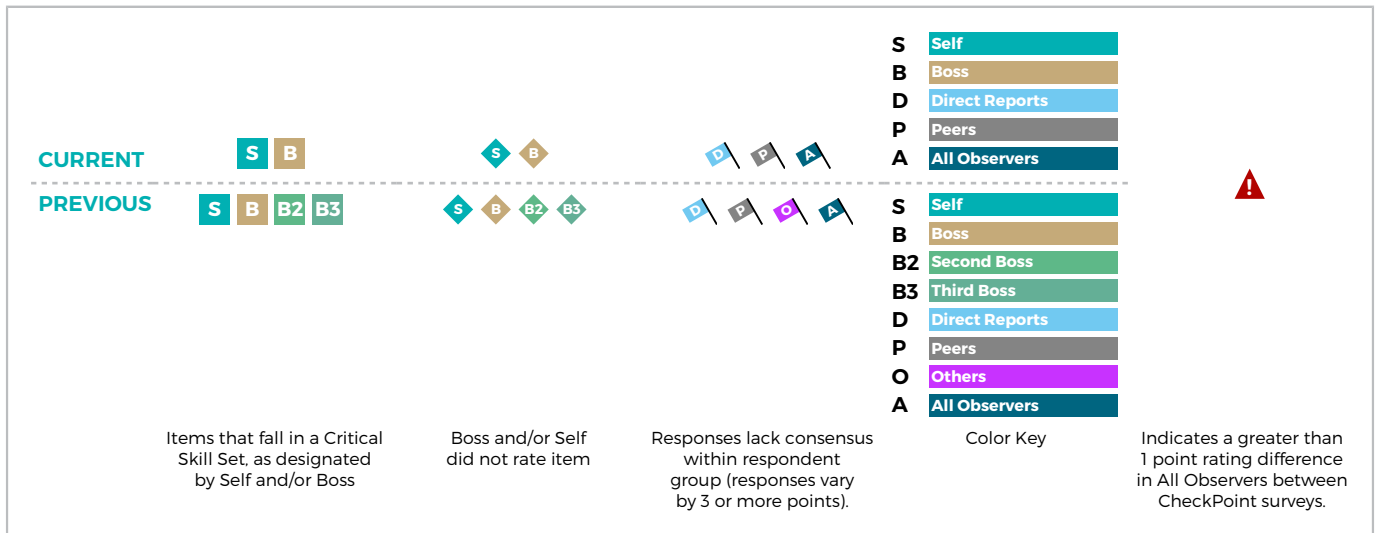 S Self
B Boss
D Direct Reports
P Peers
A All Observers
CURRENT
S B
S B
D P A
PREVIOUS
S B B2 B3
S B B2 B3
D P O A
S Self
B Boss
B2 Second Boss
B3 Third Boss
D Direct Reports
P Peers
O Others
A All Observers
Items that fall in a Critical
Skill Set, as designated
by Self and/or Boss
Boss and/or Self
did not rate item
Responses lack consensus
within respondent
group (responses vary
by 3 or more points).
Color Key
Indicates a greater than
1 point rating difference
in All Observers between
CheckPoint surveys.